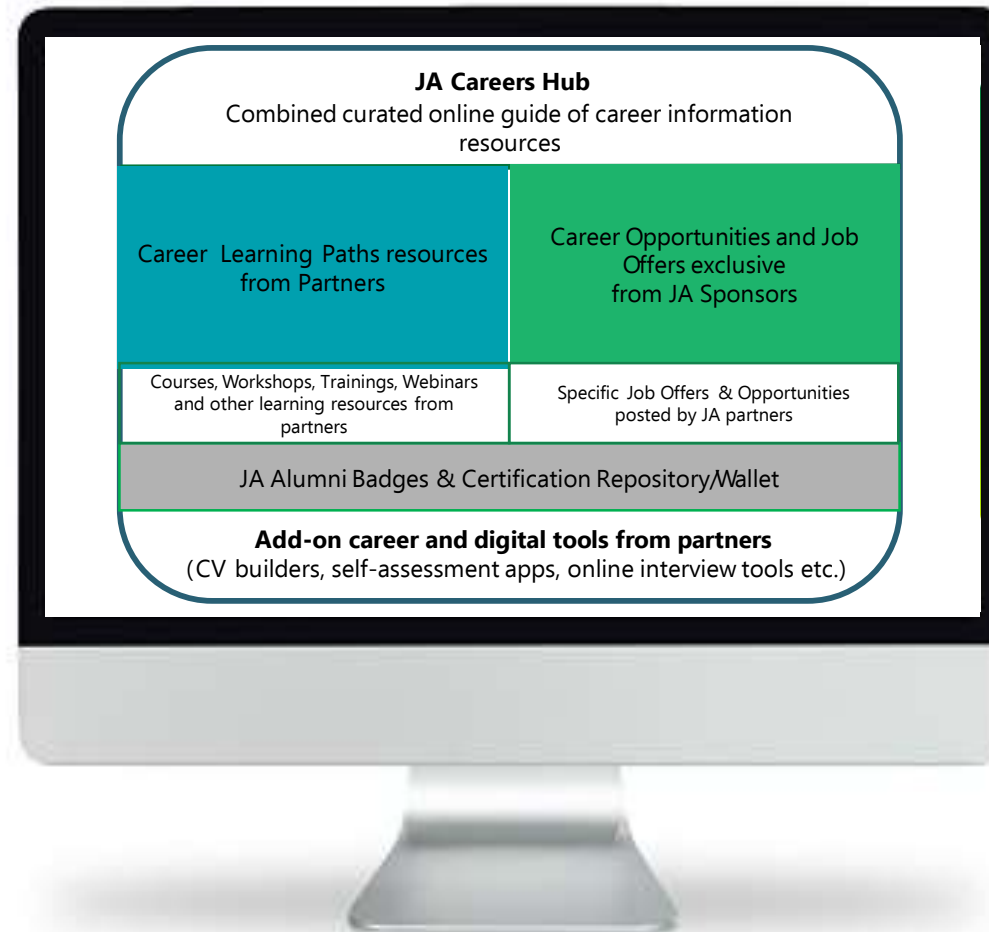 JA Careers Hub
Combined curated online guide of career information
resources
Career Learning Paths resources
from Partners
Career Opportunities and Job
Offers exclusive
from JA Sponsors
Courses, Workshops, Trainings, Webinars
and other learning resources from
partners
Specific Job Offers & Opportunities
posted by JA partners
JA Alumni Badges & Certification Repository/Wallet
Add-on career and digital tools from partners
(CV builders, self-assessment apps, online interview tools etc.)